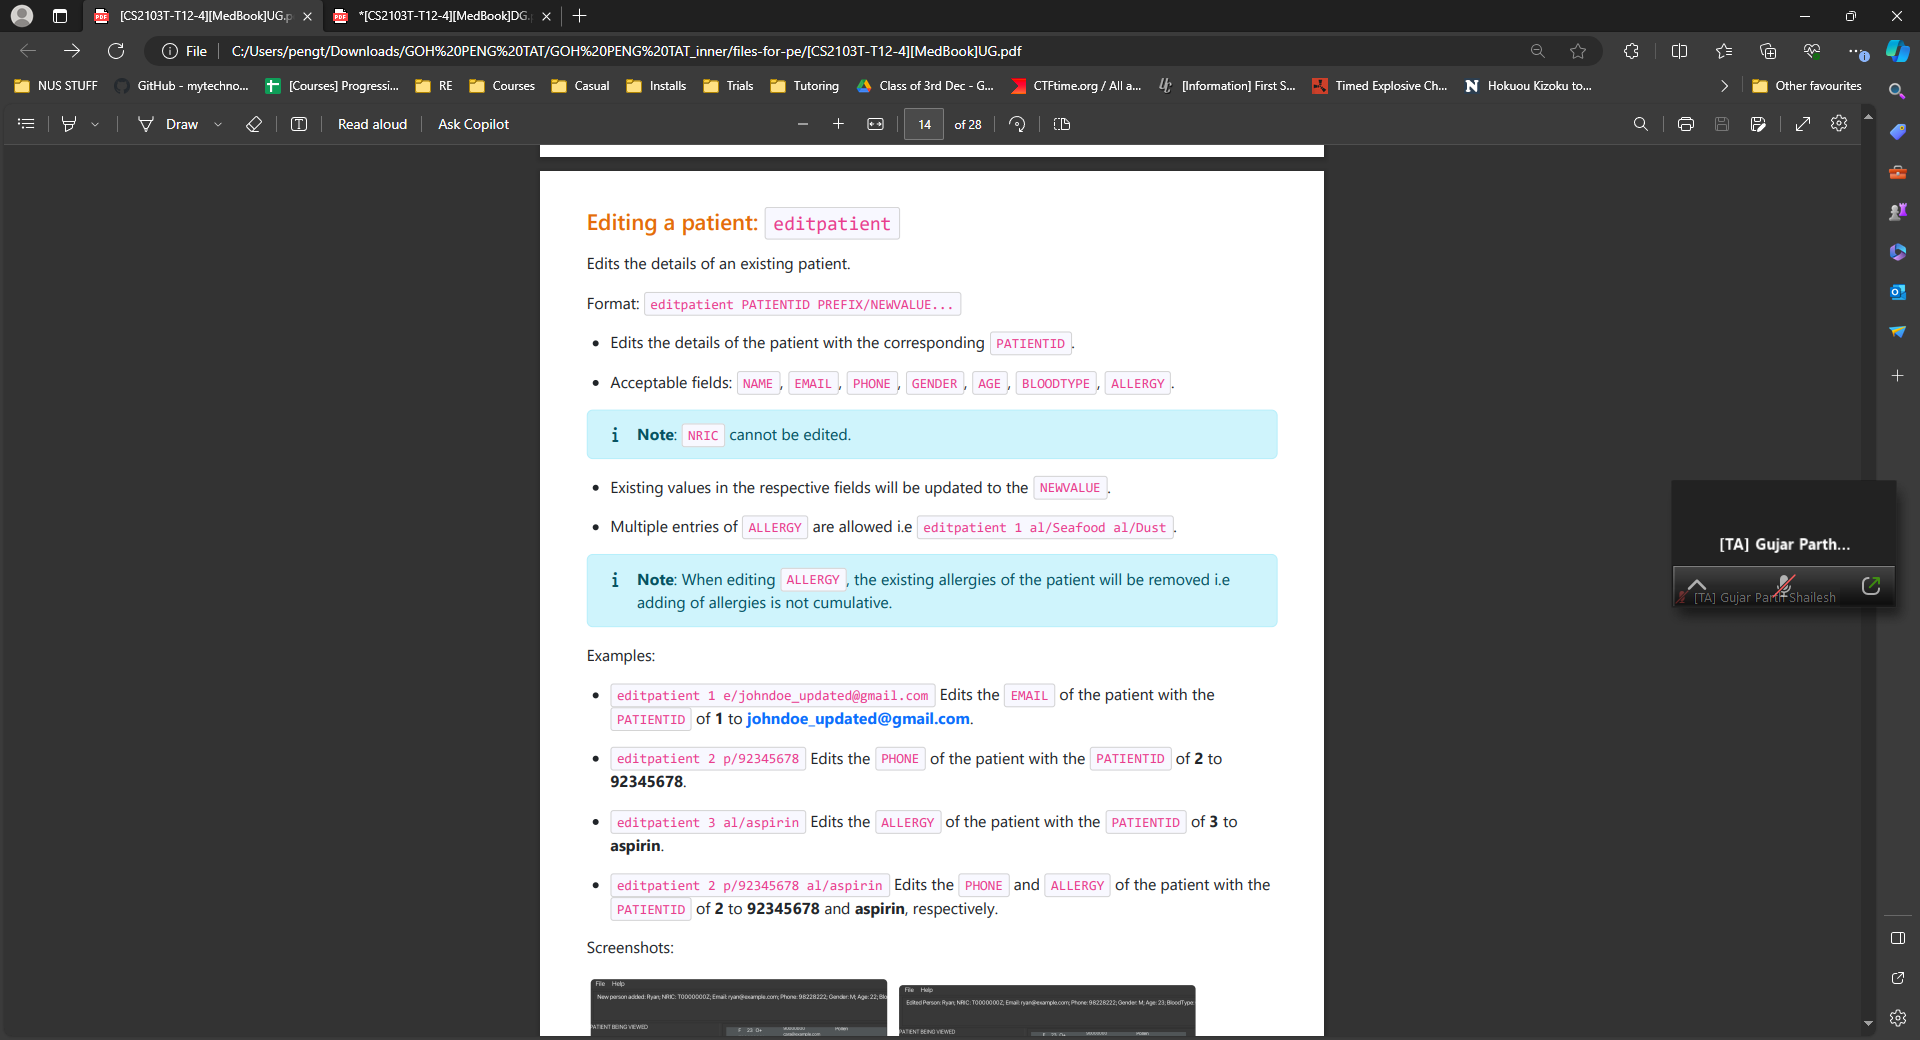 [CS2103T-T12-4][MedBook]UG.p
*[CS2103T-T12-4][MedBook]DG.
File
C:/Users/pengt/Downloads/GOH%20PENG%20TAT/GOH%20PENG%20TAT_inner/files-for-pe/[CS2103T-T12-4][MedBook]UG.pdf
NUS STUFF
GitHub - mytechno...
[Courses] Progressi...
RE
Courses
Casual
Installs
Trials
Tutoring
Class of 3rd Dec - G...
CTFtime.org / All a...
[Information] First S...
Timed Explosive Ch...
Hokuou Kizoku to...
Other favourites
Draw
Read aloud
Ask Copilot
14 of 28
Editing a patient: editpatient
Edits the details of an existing patient.
Format: editpatient PATIENTID PREFIX/NEWVALUE...
• Edits the details of the patient with the corresponding PATIENTID.
• Acceptable fields: NAME, EMAIL, PHONE, GENDER, AGE, BLOODTYPE, ALLERGY.
Note: NRIC cannot be edited.
• Existing values in the respective fields will be updated to the NEWVALUE.
• Multiple entries of ALLERGY are allowed i.e editpatient 1 al/Seafood al/Dust.
Note: When editing ALLERGY, the existing allergies of the patient will be removed i.e
adding of allergies is not cumulative.
Examples:
• editpatient 1 e/johndoe_updated@gmail.com Edits the EMAIL of the patient with the
PATIENTID of 1 to johndoe_updated@gmail.com.
• editpatient 2 p/92345678 Edits the PHONE of the patient with the PATIENTID of 2 to
92345678.
• editpatient 3 al/aspirin Edits the ALLERGY of the patient with the PATIENTID of 3 to
aspirin.
• editpatient 2 p/92345678 al/aspirin Edits the PHONE and ALLERGY of the patient with the
PATIENTID of 2 to 92345678 and aspirin, respectively.
Screenshots:
File Help
New person added: Ryan; NRIC: T0000000Z; Email: ryan@example.com; Phone: 98228222; Gender: M; Age: 22; Blo
PATIENT BEING VIEWED
F 23 O+
Pollen
File Help
Edited Person: Ryan; NRIC: T0000000Z; Email: ryan@example.com; Phone: 98228222; Gender: M; Age: 23; BloodType:
PATIENT BEING VIEWED
[TA] Gujar Parth...
[TA] Gujar Parth Shailesh